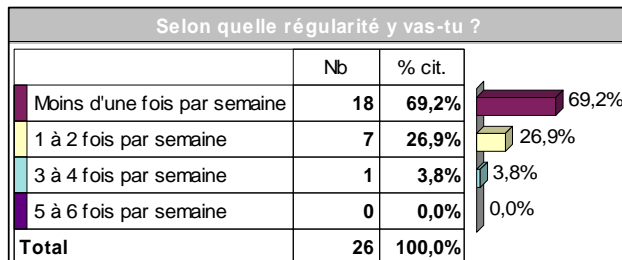 Selon quelle régularité y vas-tu ?
Nb % cit.
Moins d'une fois par semaine 18 69,2% 69,2%
1 à 2 fois par semaine 7 26,9% 26,9%
3 à 4 fois par semaine 1 3,8% 3,8%
5 à 6 fois par semaine 0 0,0% 0,0%
Total 26 100,0%